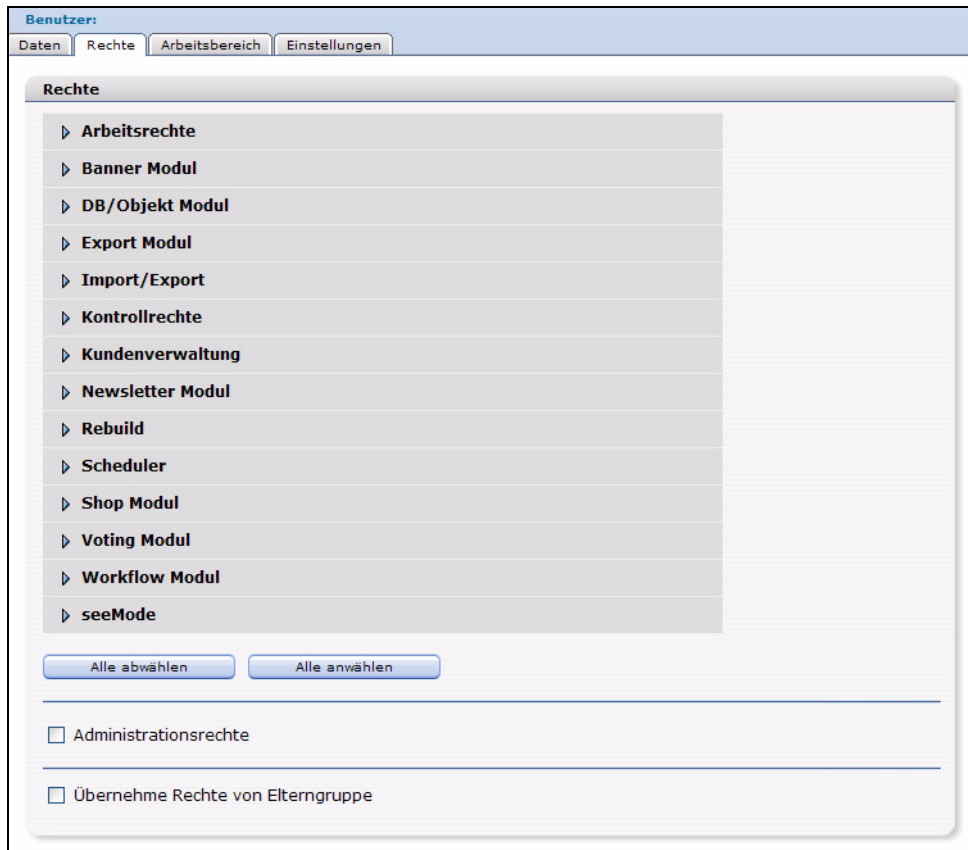 Benutzer:
Daten Rechte Arbeitsbereich Einstellungen
Rechte
Arbeitsrechte
Banner Modul
DB/Objekt Modul
Export Modul
Import/Export
Kontrollrechte
Kundenverwaltung
Newsletter Modul
Rebuild
Scheduler
Shop Modul
Voting Modul
Workflow Modul
seeMode
Alle abwählen Alle anwählen
Administrationsrechte
Übernehme Rechte von Elterngruppe